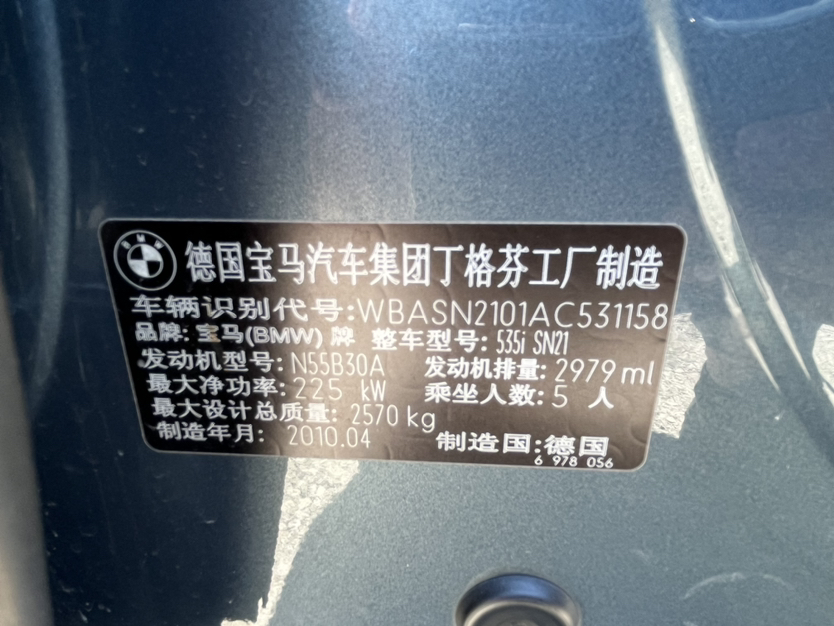 BMW
德国宝马汽车集团丁格芬工厂制造
车辆识别代号:WBASN2101AC531158
品牌: 宝马(BMW) 牌 整车型号: 535i SN21
发动机型号: N55B30A 发动机排量: 2979 ml
最大净功率: 225 kW 乘坐人数: 5 人
最大设计总质量: 2570 kg
制造年月: 2010.04 制造国: 德国
6 978 056